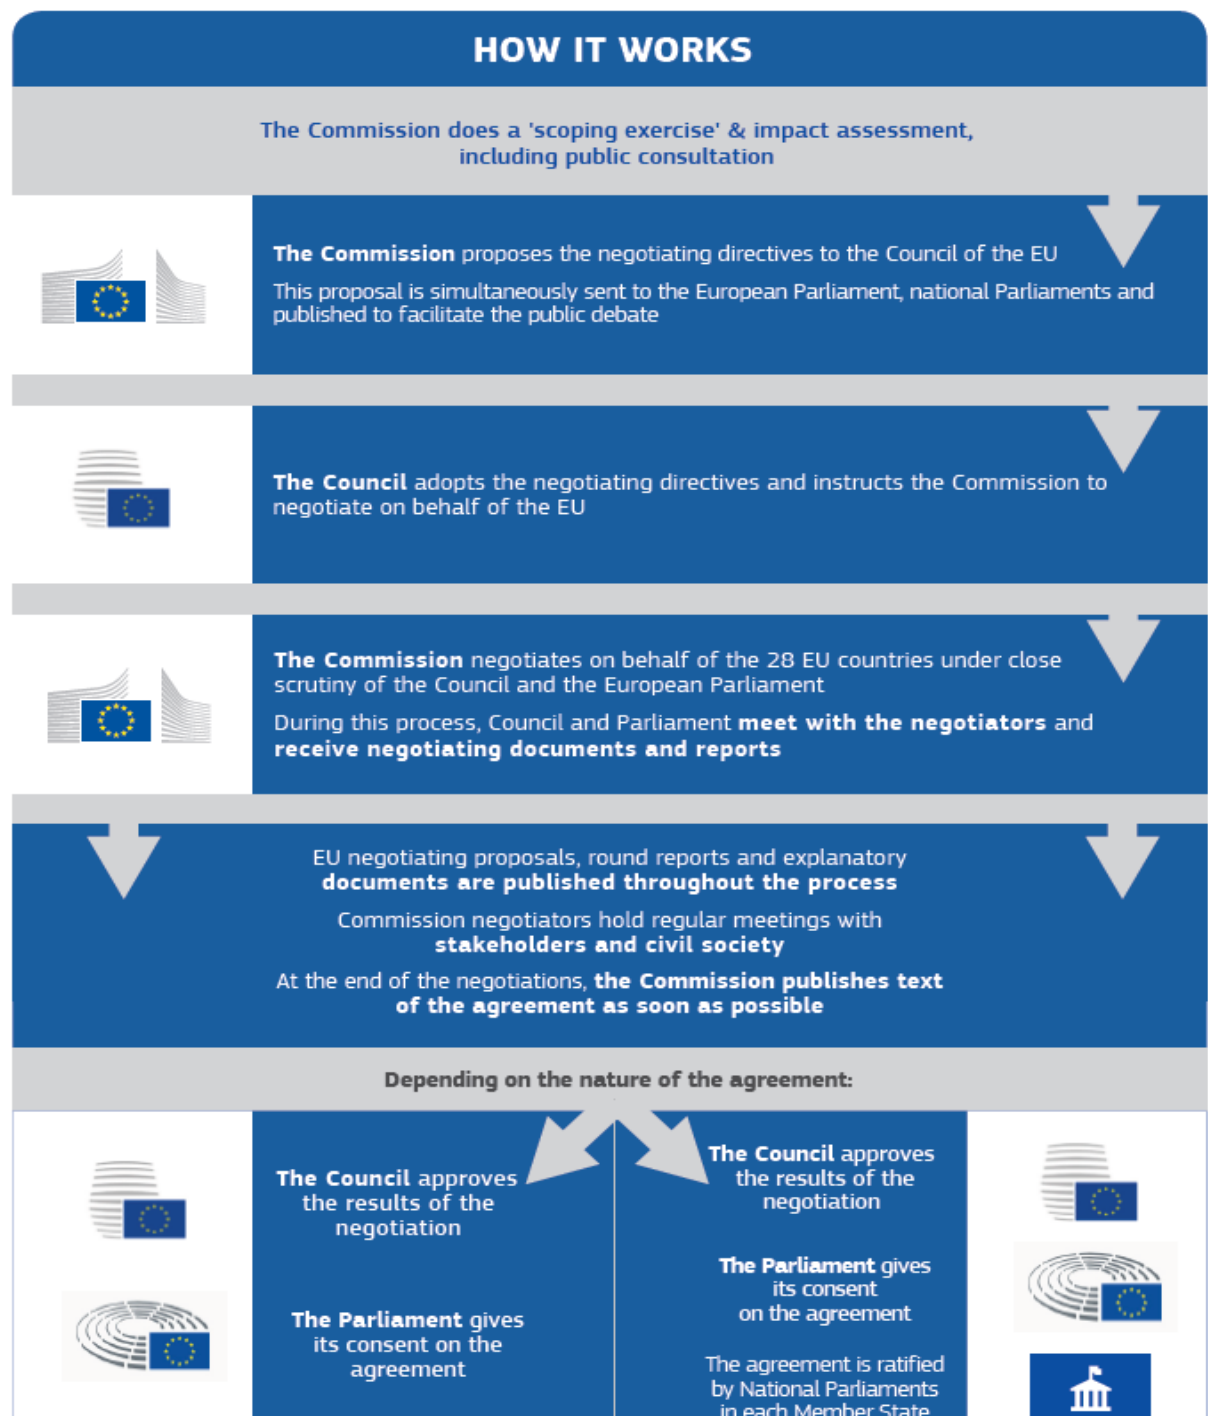 HOW IT WORKS
The Commission does a 'scoping exercise' & impact assessment,
including public consultation
The Commission proposes the negotiating directives to the Council of the EU
This proposal is simultaneously sent to the European Parliament, national Parliaments and
published to facilitate the public debate
The Council adopts the negotiating directives and instructs the Commission to
negotiate on behalf of the EU
The Commission negotiates on behalf of the 28 EU countries under close
scrutiny of the Council and the European Parliament
During this process, Council and Parliament meet with the negotiators and
receive negotiating documents and reports
EU negotiating proposals, round reports and explanatory
documents are published throughout the process
Commission negotiators hold regular meetings with
stakeholders and civil society
At the end of the negotiations, the Commission publishes text
of the agreement as soon as possible
Depending on the nature of the agreement:
The Council approves
the results of the
negotiation
The Parliament gives
its consent on the
agreement
The Council approves
the results of the
negotiation
The Parliament gives
its consent
on the agreement
The agreement is ratified
by National Parliaments
in each Member State